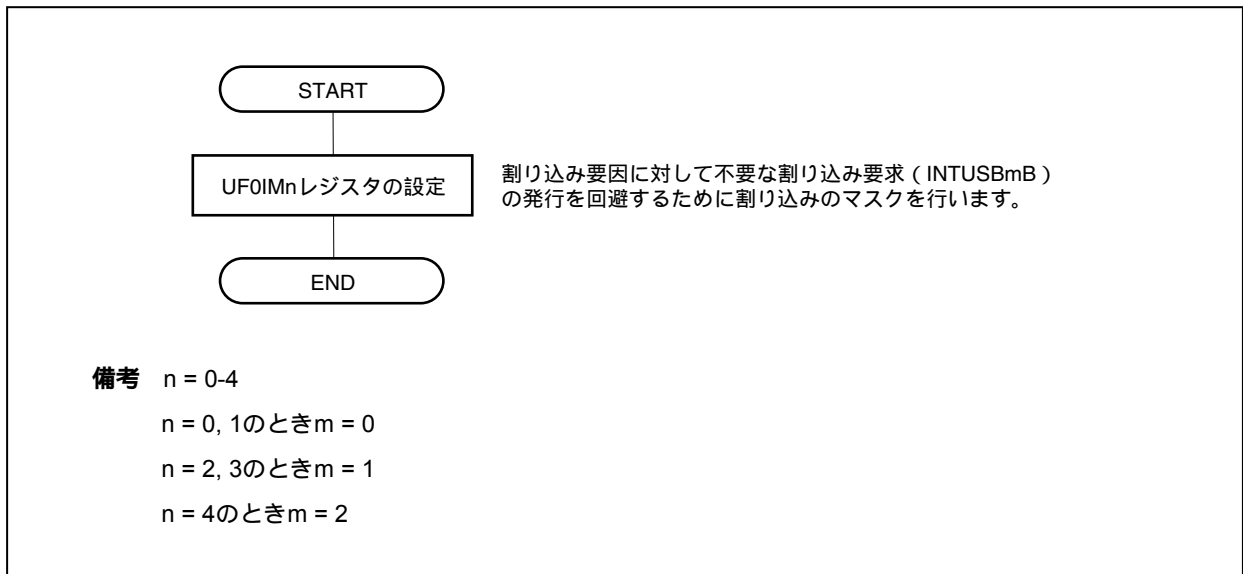 START
UF0IMnレジスタの設定
割り込み要因に対して不要な割り込み要求（INTUSBmB）
の発行を回避するために割り込みのマスクを行います。
END
備考 n = 0-4
n = 0, 1のときm = 0
n = 2, 3のときm = 1
n = 4のときm = 2